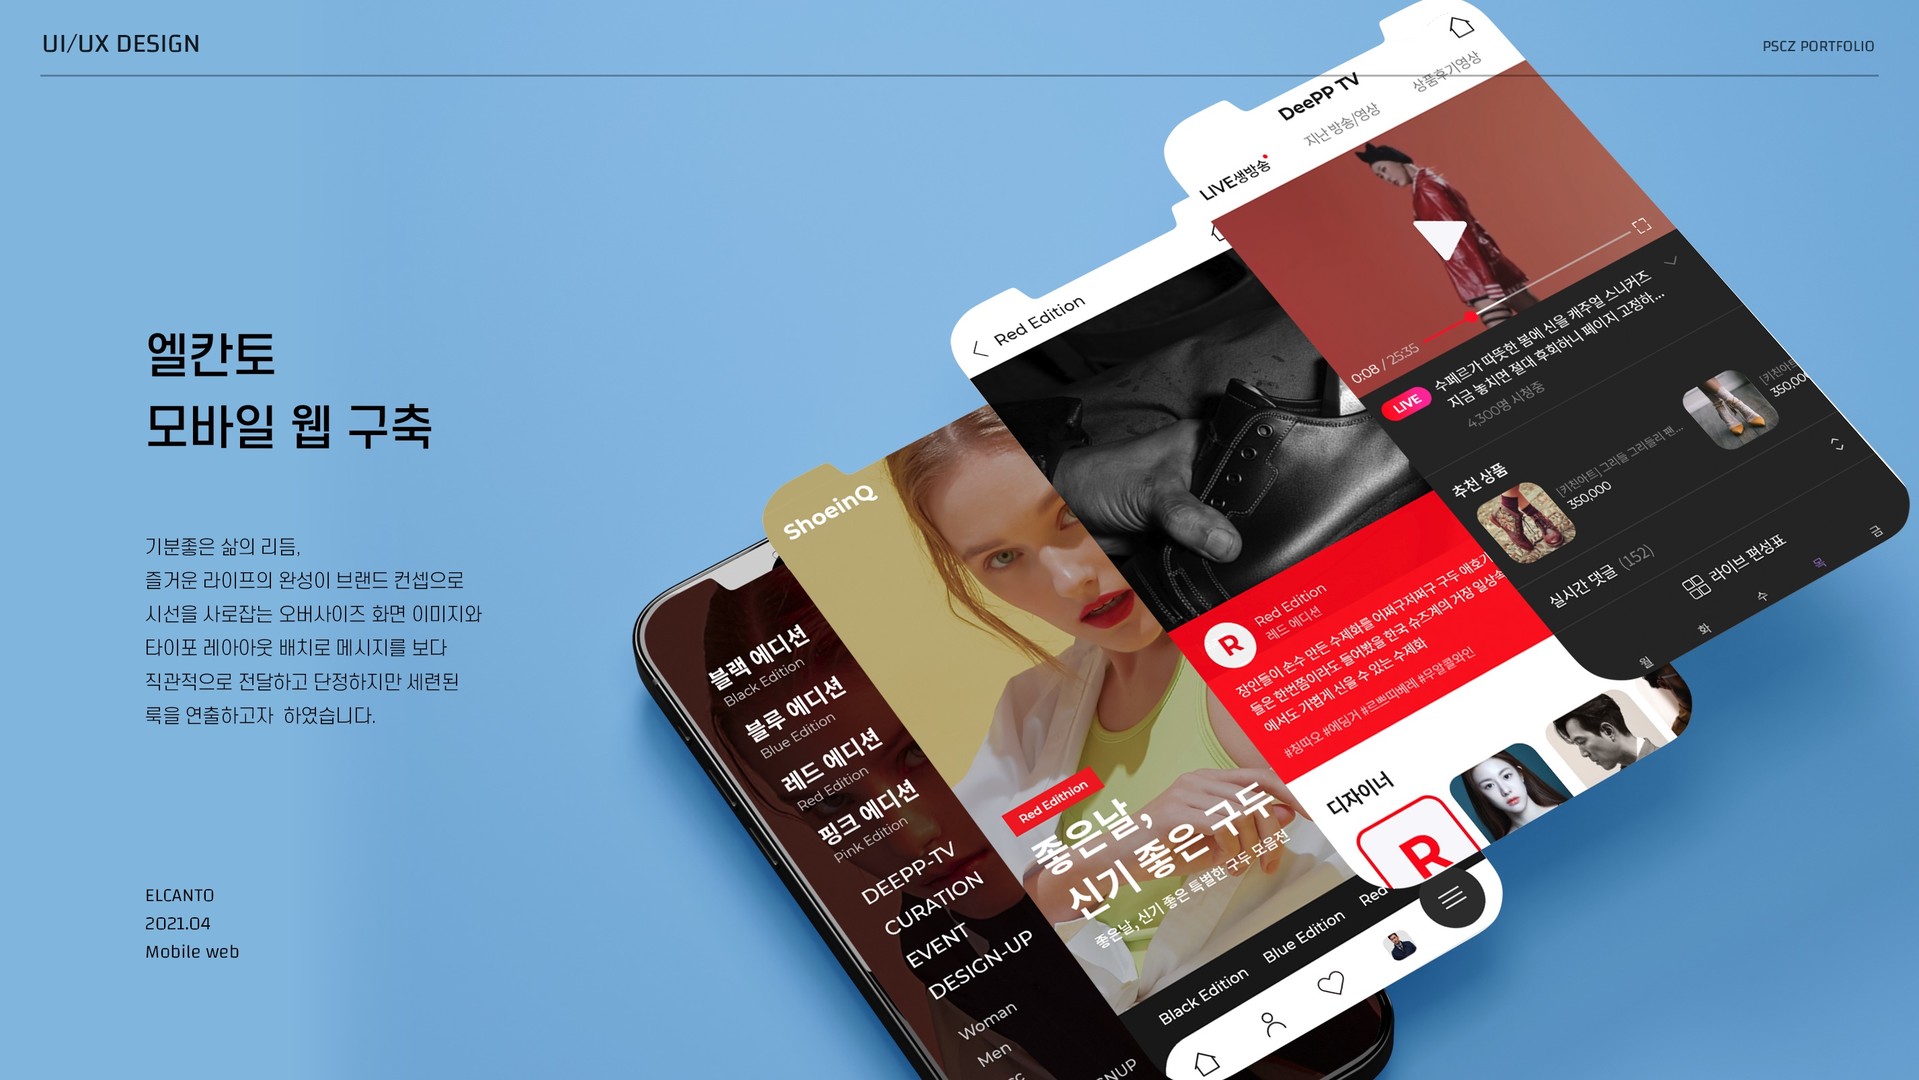 UI/UX DESIGN
PSCZ PORTFOLIO
엘칸토
모바일 웹 구축
기분좋은 삶의 리듬,
즐거운 라이프의 완성이 브랜드 컨셉으로
시선을 사로잡는 오버사이즈 화면 이미지와
타이포 레아아웃 배치로 메시지를 보다
직관적으로 전달하고 단정하지만 세련된
룩을 연출하고자 하였습니다.
ELCANTO
2021.04
Mobile web
블랙 에디션
Black Edition
블루 에디션
Blue Edition
레드 에디션
Red Edition
핑크 에디션
Pink Edition
DEEPP-TV
CURATION
EVENT
DESIGN-UP
Woman
Men
ShoeinQ
Red Edithion
좋은날,
신기 좋은 구두
좋은날, 신기 좋은 특별한 구두 모음전
Black Edition Blue Edition Red
Red Edition
R
Red Edition
레드 에디션
장인들이 손수 만든 수제화를 어쩌구저쩌구 구두 애호가
들은 한번쯤이라도 들어봤을 한국 슈즈계의 거장 일상속
에서도 가볍게 신을 수 있는 수제화
#칭따오 #에딩거 #르쁘띠베레 #무알콜와인
디자이너
R
DeePP TV
LIVE생방송 지난 방송/영상 상품후기영상
0:08 / 25:35
LIVE
수페르가 따뜻한 봄에 신을 캐주얼 스니커즈
지금 놓치면 절대 후회하니 페이지 고정하...
4,300명 시청중
추천 상품
[키친아트] 그리들 그리들리 팬...
350,000
[키친아트
350,000
실시간 댓글 (152)
라이브 편성표
월 화 수 목 금